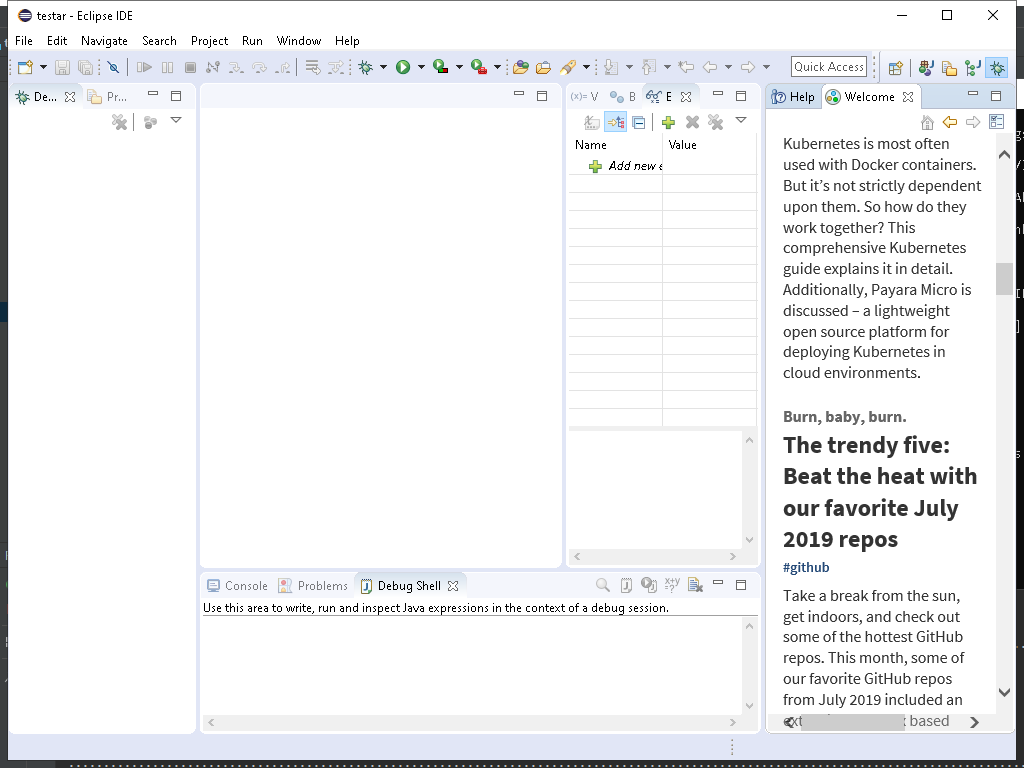 testar - Eclipse IDE
File Edit Navigate Search Project Run Window Help
Quick Access
De... Pr...
(x)= V B E
Help Welcome
Name Value
Add new e
Kubernetes is most often
used with Docker containers.
But it’s not strictly dependent
upon them. So how do they
work together? This
comprehensive Kubernetes
guide explains it in detail.
Additionally, Payara Micro is
discussed – a lightweight
open source platform for
deploying Kubernetes in
cloud environments.
Burn, baby, burn.
The trendy five:
Beat the heat with
our favorite July
2019 repos
#github
Take a break from the sun,
get indoors, and check out
some of the hottest GitHub
repos. This month, some of
our favorite GitHub repos
from July 2019 included an
based
Console Problems Debug Shell
Use this area to write, run and inspect Java expressions in the context of a debug session.